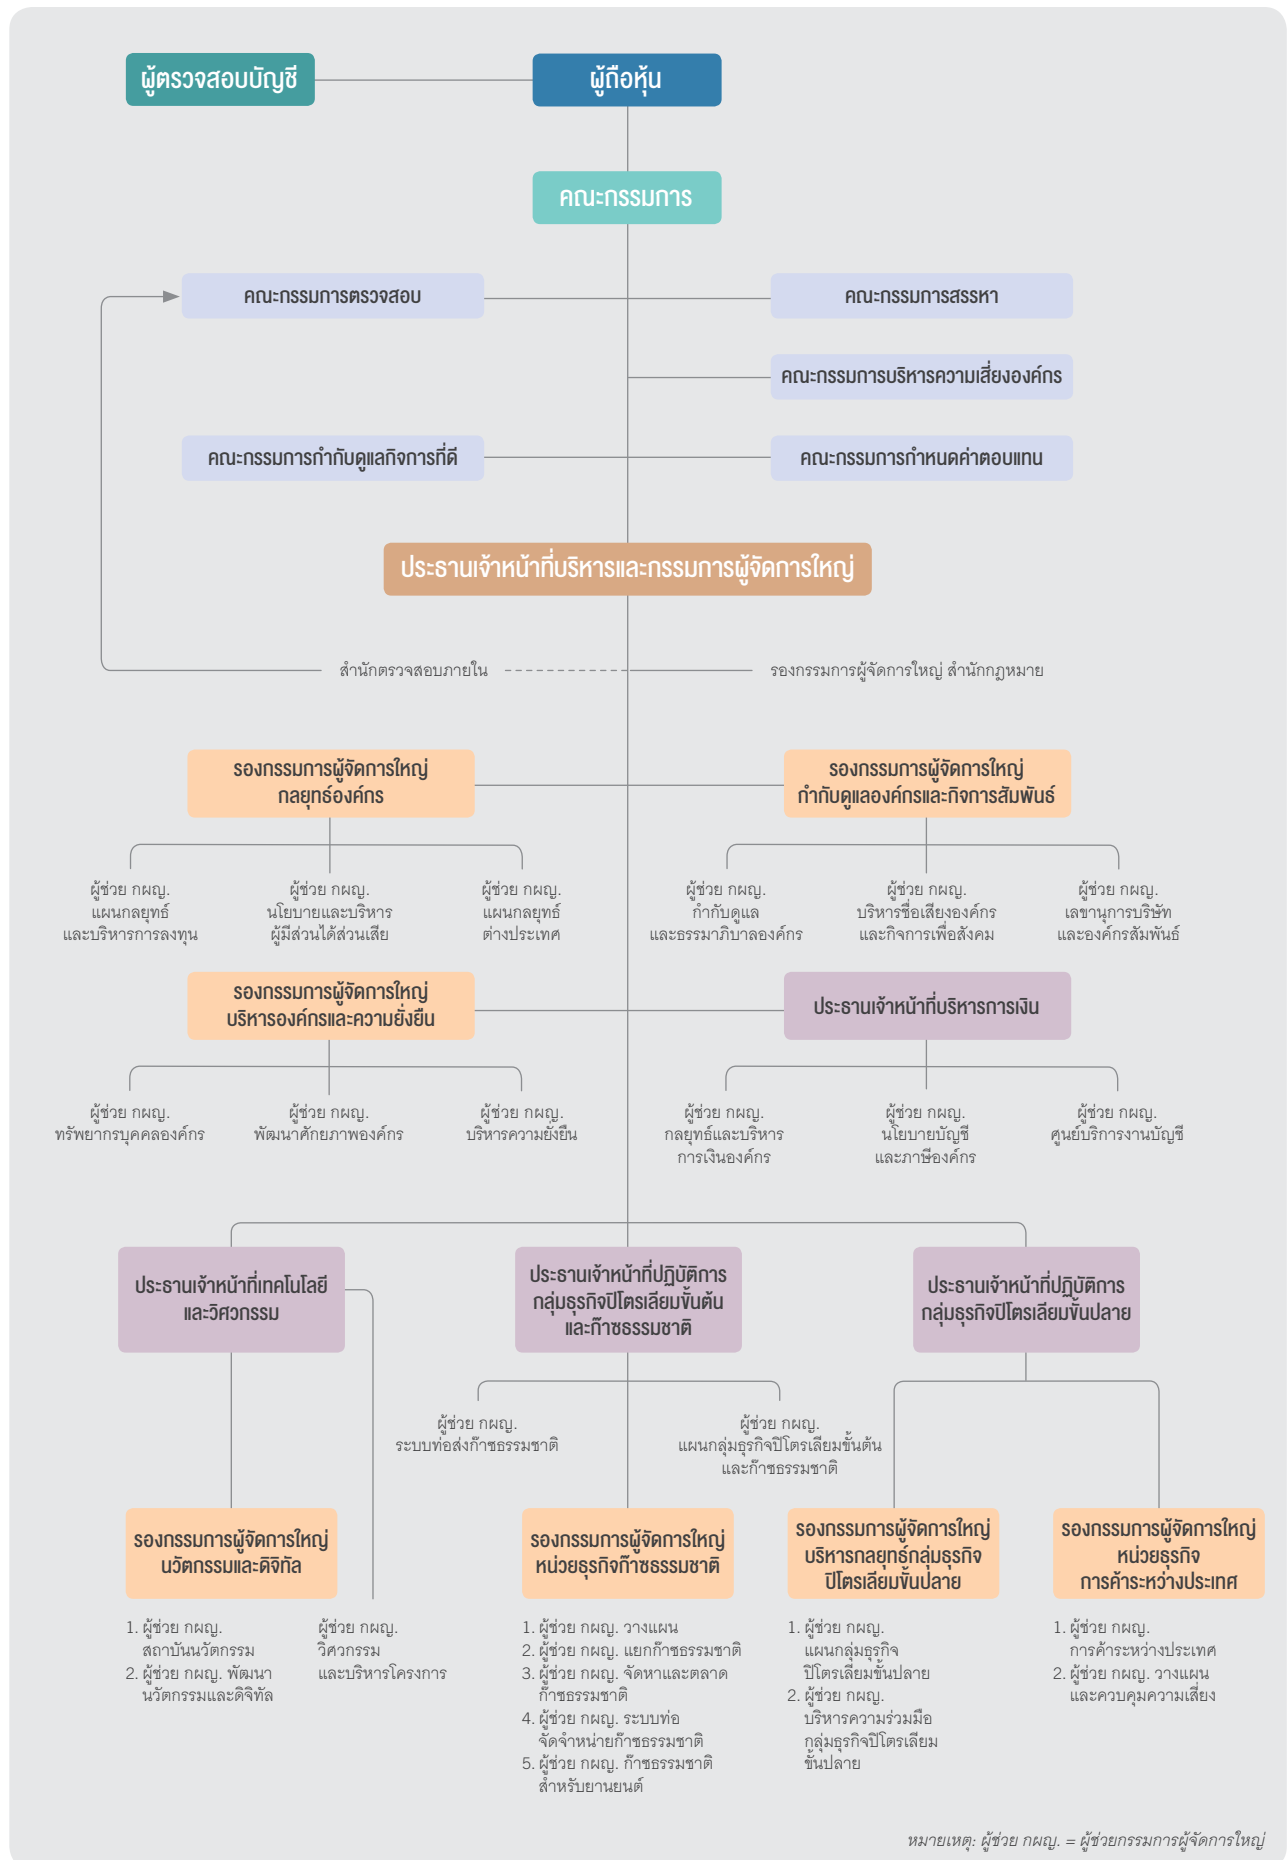 ผู้ตรวจสอบบัญชี
ผู้ถือหุ้น
คณะกรรมการ
คณะกรรมการตรวจสอบ
คณะกรรมการสรรหา
คณะกรรมการบริหารความเสี่ยงองค์กร
คณะกรรมการกำกับดูแลกิจการที่ดี
คณะกรรมการกำหนดค่าตอบแทน
ประธานเจ้าหน้าที่บริหารและกรรมการผู้จัดการใหญ่
สำนักตรวจสอบภายใน
รองกรรมการผู้จัดการใหญ่ สำนักกฎหมาย
รองกรรมการผู้จัดการใหญ่
กลยุทธ์องค์กร
รองกรรมการผู้จัดการใหญ่
กำกับดูแลองค์กรและกิจการสัมพันธ์
ผู้ช่วย กผญ.
แผนกลยุทธ์
และบริหารการลงทุน
ผู้ช่วย กผญ.
นโยบายและบริหาร
ผู้มีส่วนได้ส่วนเสีย
ผู้ช่วย กผญ.
แผนกลยุทธ์
ต่างประเทศ
ผู้ช่วย กผญ.
กำกับดูแล
และธรรมาภิบาลองค์กร
ผู้ช่วย กผญ.
บริหารชื่อเสียงองค์กร
และกิจการเพื่อสังคม
ผู้ช่วย กผญ.
เลขานุการบริษัท
และองค์กรสัมพันธ์
รองกรรมการผู้จัดการใหญ่
บริหารองค์กรและความยั่งยืน
ประธานเจ้าหน้าที่บริหารการเงิน
ผู้ช่วย กผญ.
ทรัพยากรบุคคลองค์กร
ผู้ช่วย กผญ.
พัฒนาศักยภาพองค์กร
ผู้ช่วย กผญ.
บริหารความยั่งยืน
ผู้ช่วย กผญ.
กลยุทธ์และบริหาร
การเงินองค์กร
ผู้ช่วย กผญ.
นโยบายบัญชี
และภาษีองค์กร
ผู้ช่วย กผญ.
ศูนย์บริการงานบัญชี
ประธานเจ้าหน้าที่เทคโนโลยี
และวิศวกรรม
ประธานเจ้าหน้าที่ปฏิบัติการ
กลุ่มธุรกิจปิโตรเลียมขั้นต้น
และก๊าซธรรมชาติ
ประธานเจ้าหน้าที่ปฏิบัติการ
กลุ่มธุรกิจปิโตรเลียมขั้นปลาย
ผู้ช่วย กผญ.
ระบบท่อส่งก๊าซธรรมชาติ
ผู้ช่วย กผญ.
แผนกลุ่มธุรกิจปิโตรเลียมขั้นต้น
และก๊าซธรรมชาติ
รองกรรมการผู้จัดการใหญ่
นวัตกรรมและดิจิทัล
รองกรรมการผู้จัดการใหญ่
หน่วยธุรกิจก๊าซธรรมชาติ
รองกรรมการผู้จัดการใหญ่
บริหารกลยุทธ์กลุ่มธุรกิจ
ปิโตรเลียมขั้นปลาย
รองกรรมการผู้จัดการใหญ่
หน่วยธุรกิจ
การค้าระหว่างประเทศ
1. ผู้ช่วย กผญ.
สถาบันนวัตกรรม
2. ผู้ช่วย กผญ. พัฒนา
นวัตกรรมและดิจิทัล
ผู้ช่วย กผญ.
วิศวกรรม
และบริหารโครงการ
1. ผู้ช่วย กผญ. วางแผน
2. ผู้ช่วย กผญ. แยกก๊าซธรรมชาติ
3. ผู้ช่วย กผญ. จัดหาและตลาด
ก๊าซธรรมชาติ
4. ผู้ช่วย กผญ. ระบบท่อ
จัดจำหน่ายก๊าซธรรมชาติ
5. ผู้ช่วย กผญ. ก๊าซธรรมชาติ
สำหรับยานยนต์
1. ผู้ช่วย กผญ.
แผนกลุ่มธุรกิจ
ปิโตรเลียมขั้นปลาย
2. ผู้ช่วย กผญ.
บริหารความร่วมมือ
กลุ่มธุรกิจปิโตรเลียม
ขั้นปลาย
1. ผู้ช่วย กผญ.
การค้าระหว่างประเทศ
2. ผู้ช่วย กผญ. วางแผน
และควบคุมความเสี่ยง
หมายเหตุ: ผู้ช่วย กผญ. = ผู้ช่วยกรรมการผู้จัดการใหญ่